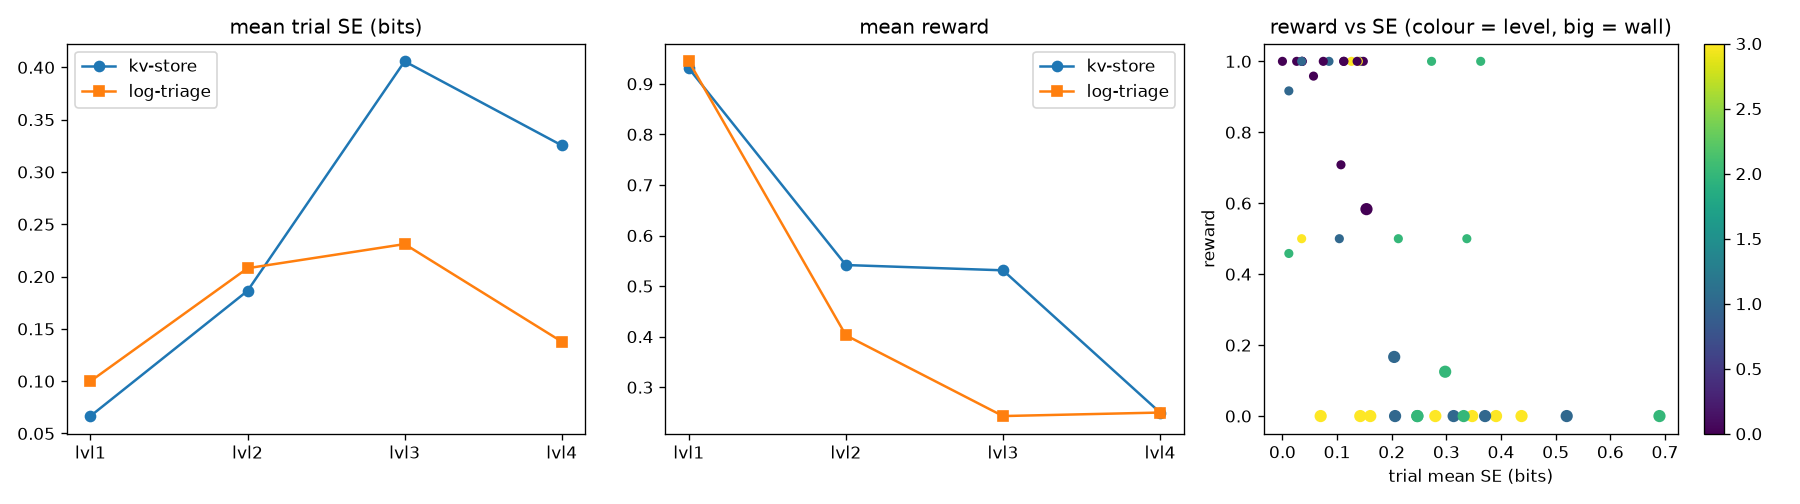 mean trial SE (bits)
kv-store
log-triage
0.40
0.35
0.30
0.25
0.20
0.15
0.10
0.05
lvl1
lvl2
lvl3
lvl4
mean reward
kv-store
log-triage
0.9
0.8
0.7
0.6
0.5
0.4
0.3
lvl1
lvl2
lvl3
lvl4
reward vs SE (colour = level, big = wall)
reward
1.0
0.8
0.6
0.4
0.2
0.0
0.0
0.1
0.2
0.3
0.4
0.5
0.6
0.7
trial mean SE (bits)
3.0
2.5
2.0
1.5
1.0
0.5
0.0